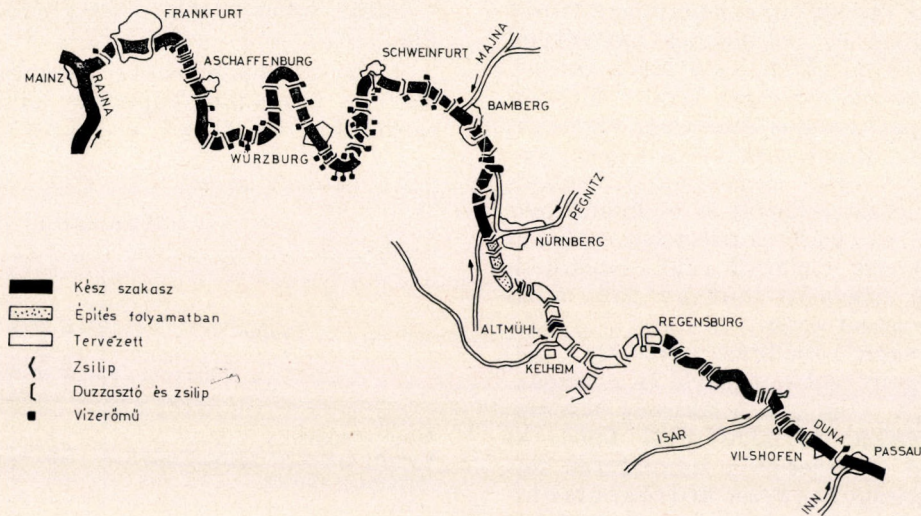 FRANKFURT
MAINZ
RAJNA
ASCHAFFENBURG
SCHWEINFURT
MAJNA
BAMBERG
WÜRZBURG
PEGNITZ
NÜRNBERG
ALTMÜHL
KELHEIM
REGENSBURG
ISAR
DUNA
VILSHOFEN
PASSAU
INN
Kész szakasz
Építés folyamatban
Tervezett
Zsilip
Duzzasztó és zsilip
Vízerőmű